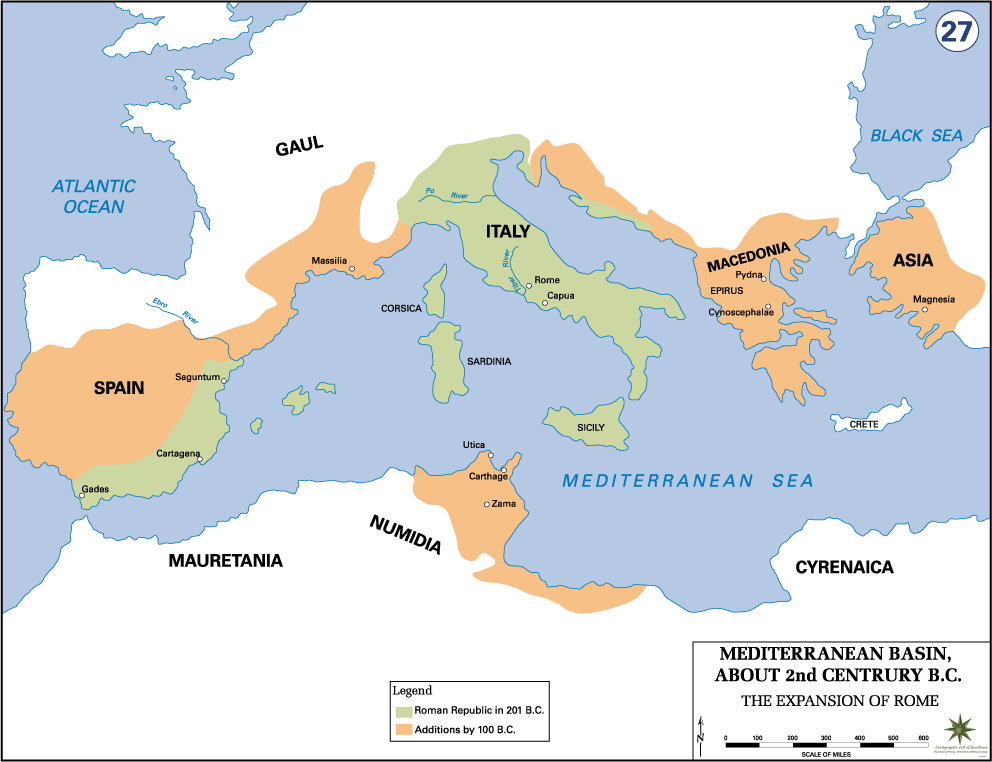 27
BLACK SEA
GAUL
ATLANTIC
OCEAN
Po River
ITALY
MACEDONIA
ASIA
Massilia
River
Tiber
Rome
Capua
Pydna
EPIRUS
Cynoscephalae
Magnesia
Ebro River
CORSICA
SARDINIA
SPAIN
Saguntum
SICILY
CRETE
Cartagena
Utica
Carthage
Gades
Zama
MEDITERRANEAN SEA
NUMIDIA
MAURETANIA
CYRENAICA
MEDITERRANEAN BASIN,
ABOUT 2nd CENTRURY B.C.
THE EXPANSION OF ROME
Legend
Roman Republic in 201 B.C.
Additions by 100 B.C.
N
0 100 200 300 400 500 600
SCALE OF MILES